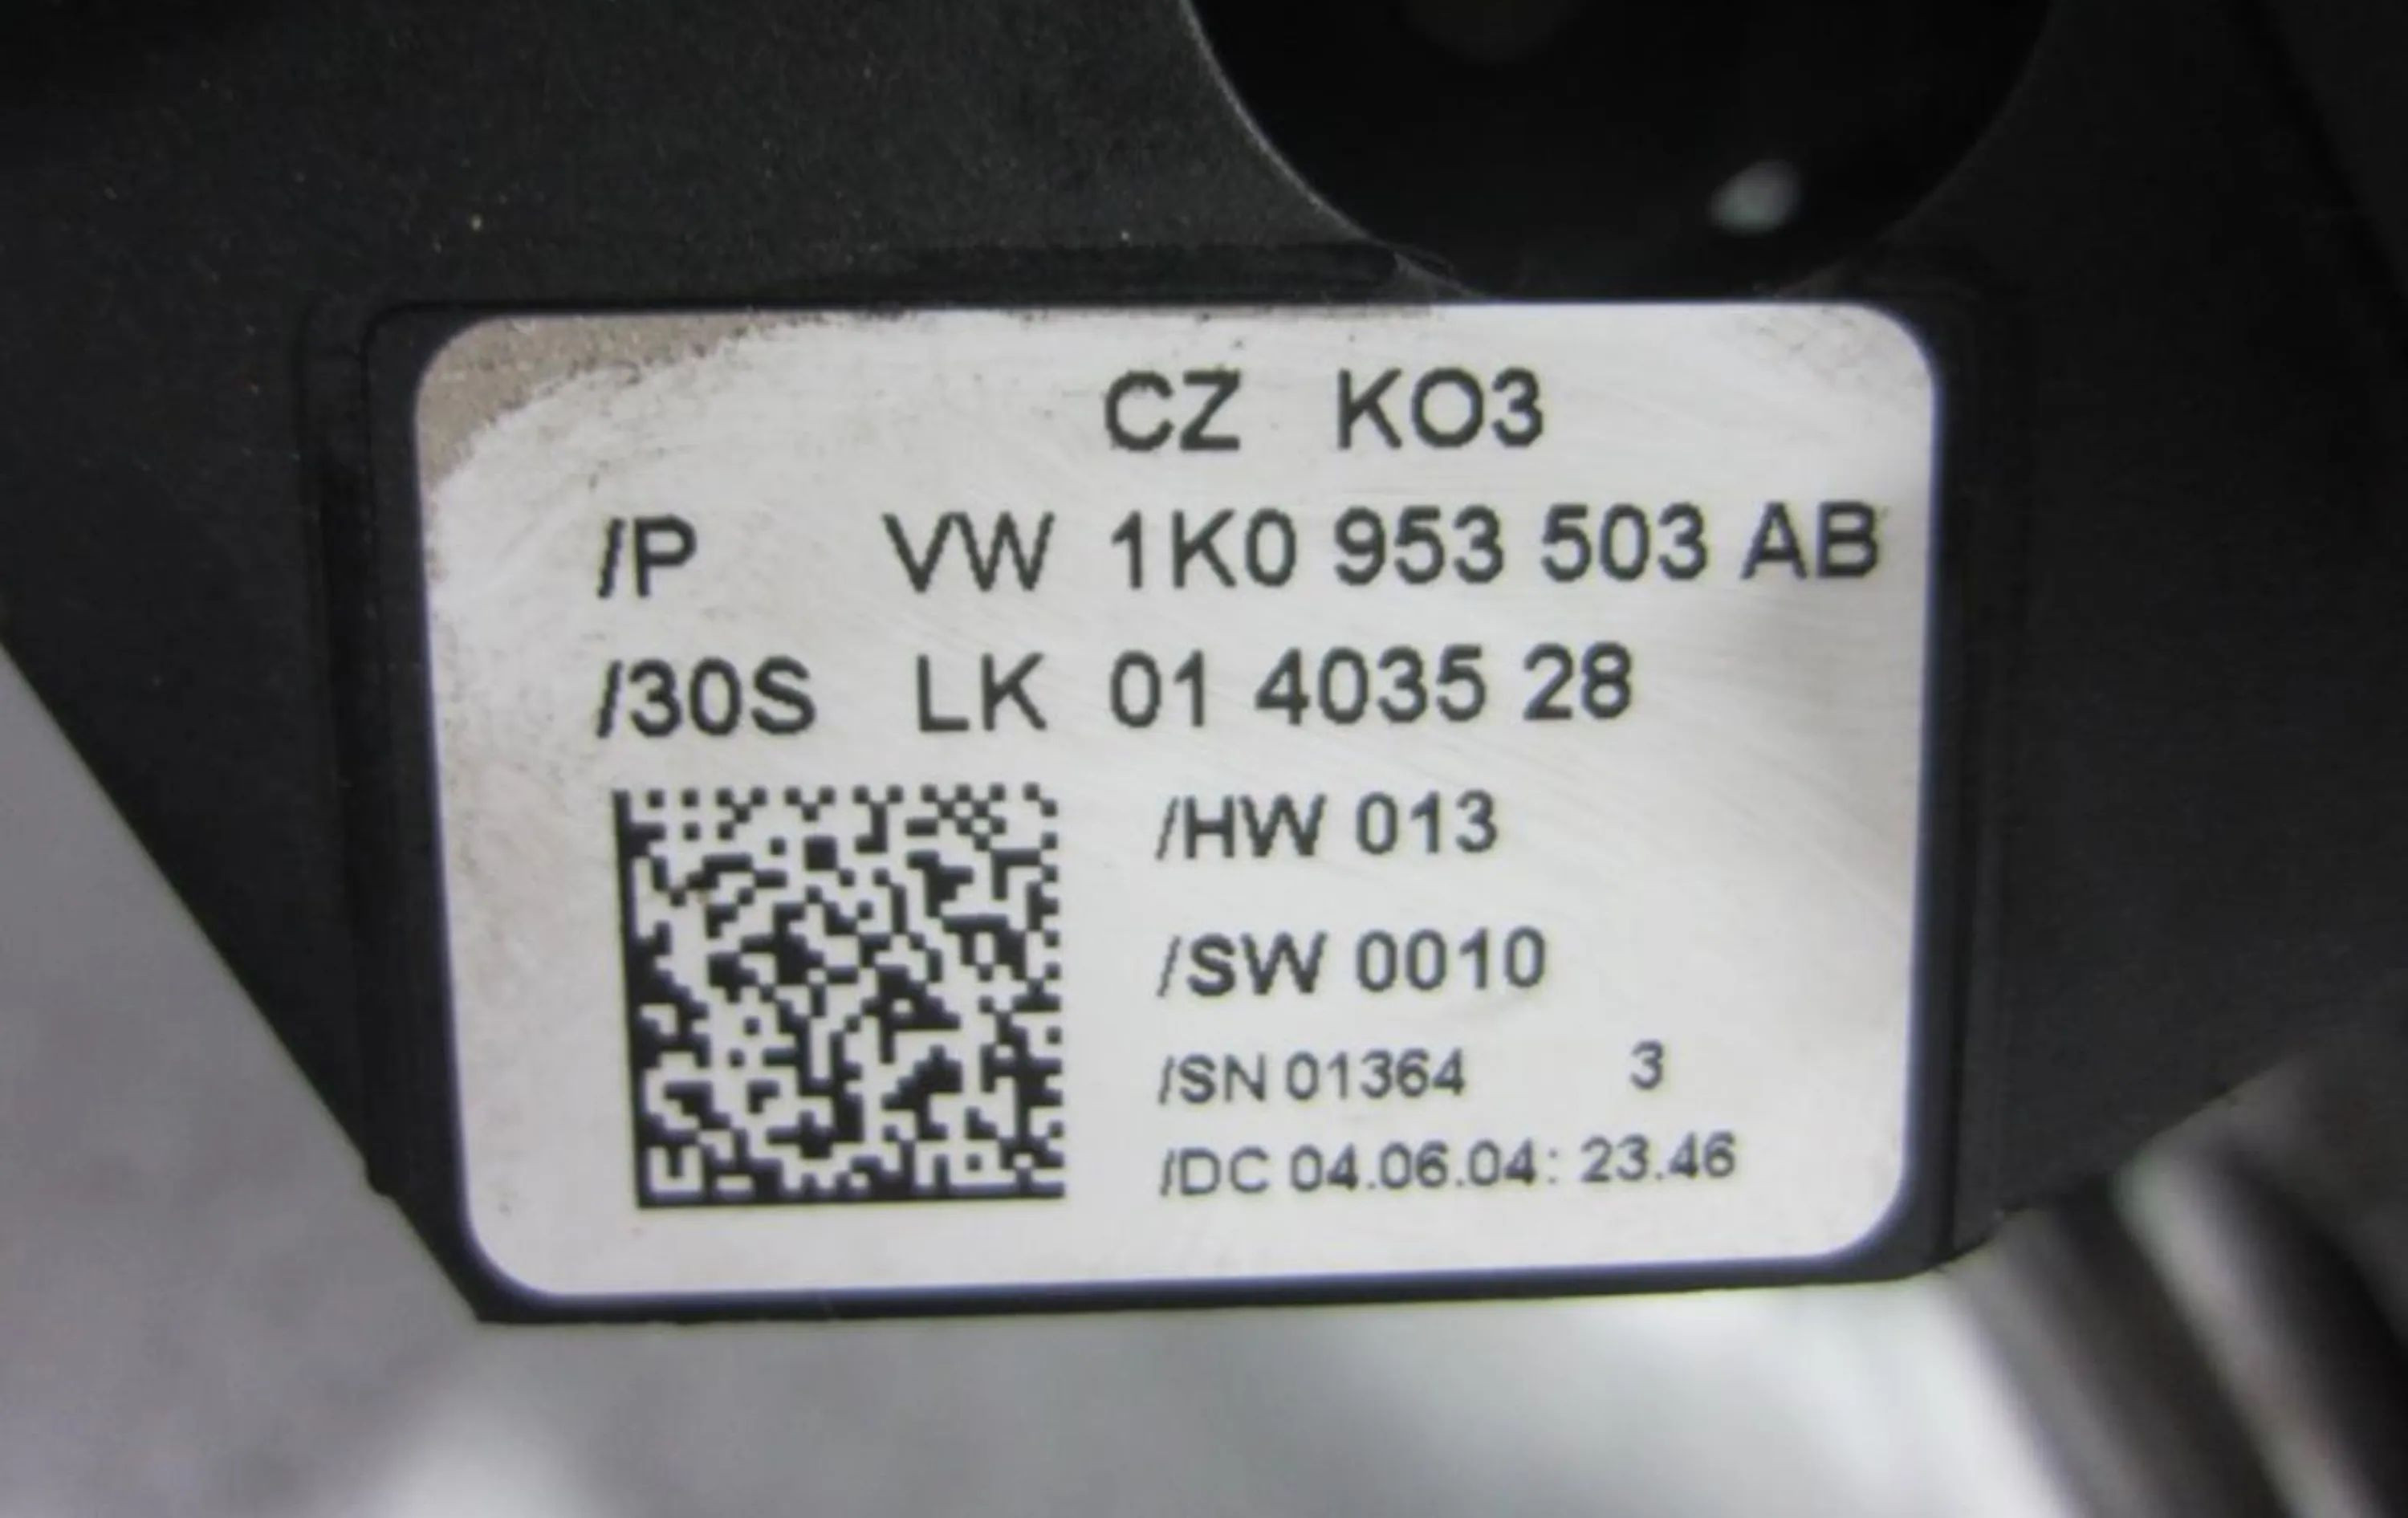 CZ KO3
/P VW 1K0 953 503 AB
/30S LK 01 4035 28
/HW 013
/SW 0010
/SN 01364 3
/DC 04.06.04: 23.46